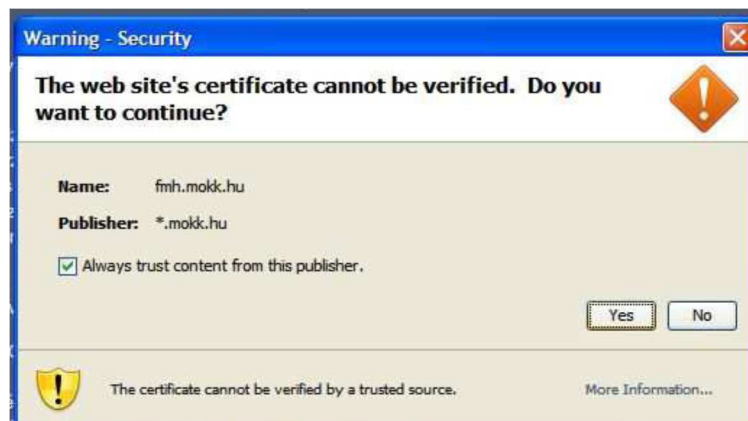 Warning - Security
The web site's certificate cannot be verified. Do you
want to continue?
Name: fmh.mokk.hu
Publisher: *.mokk.hu
Always trust content from this publisher.
Yes No
The certificate cannot be verified by a trusted source. More Information...